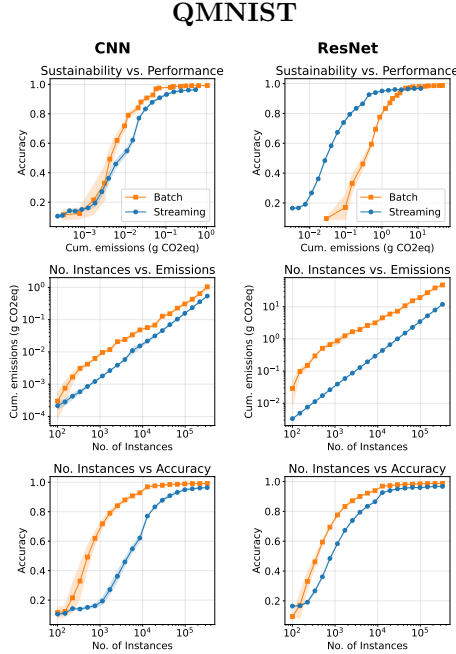 QMNIST
CNN
ResNet
Sustainability vs. Performance
Accuracy
1.0
0.8
0.6
0.4
0.2
Batch
Streaming
10⁻³ 10⁻² 10⁻¹ 10⁰
Cum. emissions (g CO2eq)
Sustainability vs. Performance
Accuracy
1.0
0.8
0.6
0.4
0.2
Batch
Streaming
10⁻² 10⁻¹ 10⁰ 10¹
Cum. emissions (g CO2eq)
No. Instances vs. Emissions
Cum. emissions (g CO2eq)
10⁰
10⁻¹
10⁻²
10⁻³
10⁻⁴
10² 10³ 10⁴ 10⁵
No. of Instances
No. Instances vs. Emissions
Cum. emissions (g CO2eq)
10¹
10⁰
10⁻¹
10⁻²
10² 10³ 10⁴ 10⁵
No. of Instances
No. Instances vs Accuracy
Accuracy
1.0
0.8
0.6
0.4
0.2
10² 10³ 10⁴ 10⁵
No. of Instances
No. Instances vs Accuracy
Accuracy
1.0
0.8
0.6
0.4
0.2
10² 10³ 10⁴ 10⁵
No. of Instances